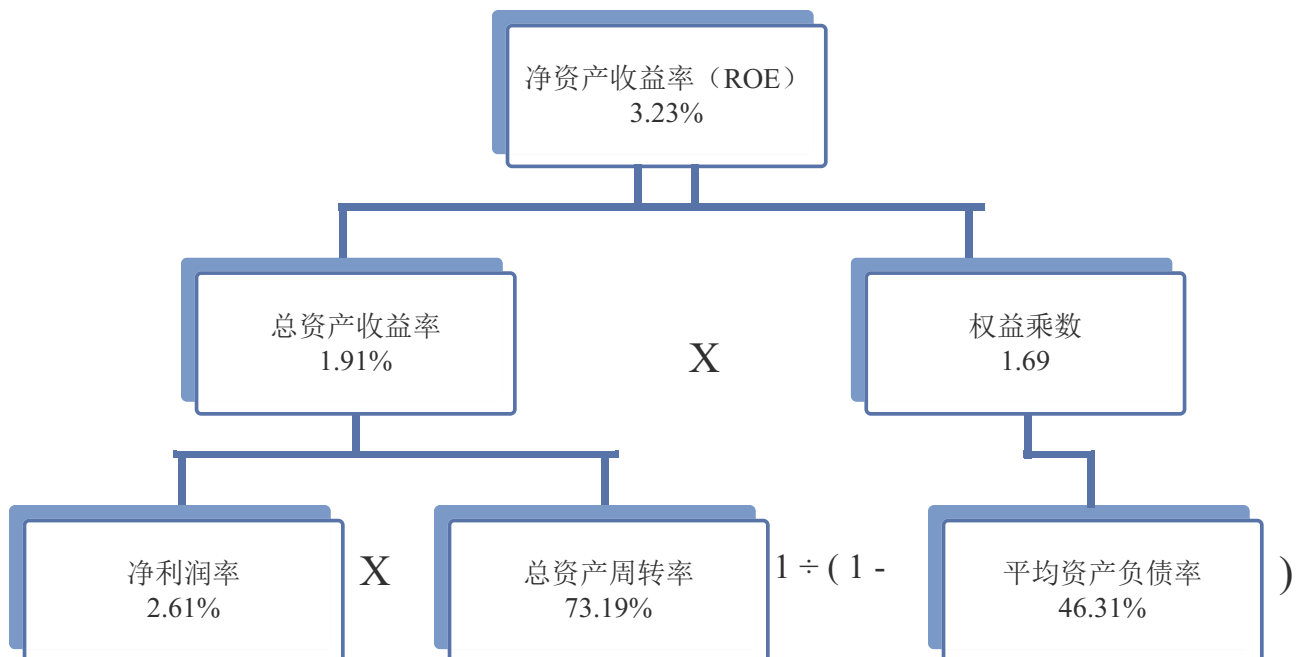 净资产收益率（ROE）
3.23%
总资产收益率
1.91%
X
权益乘数
1.69
净利润率
2.61%
X
总资产周转率
73.19%
1 ÷ ( 1 -
平均资产负债率
46.31%
)